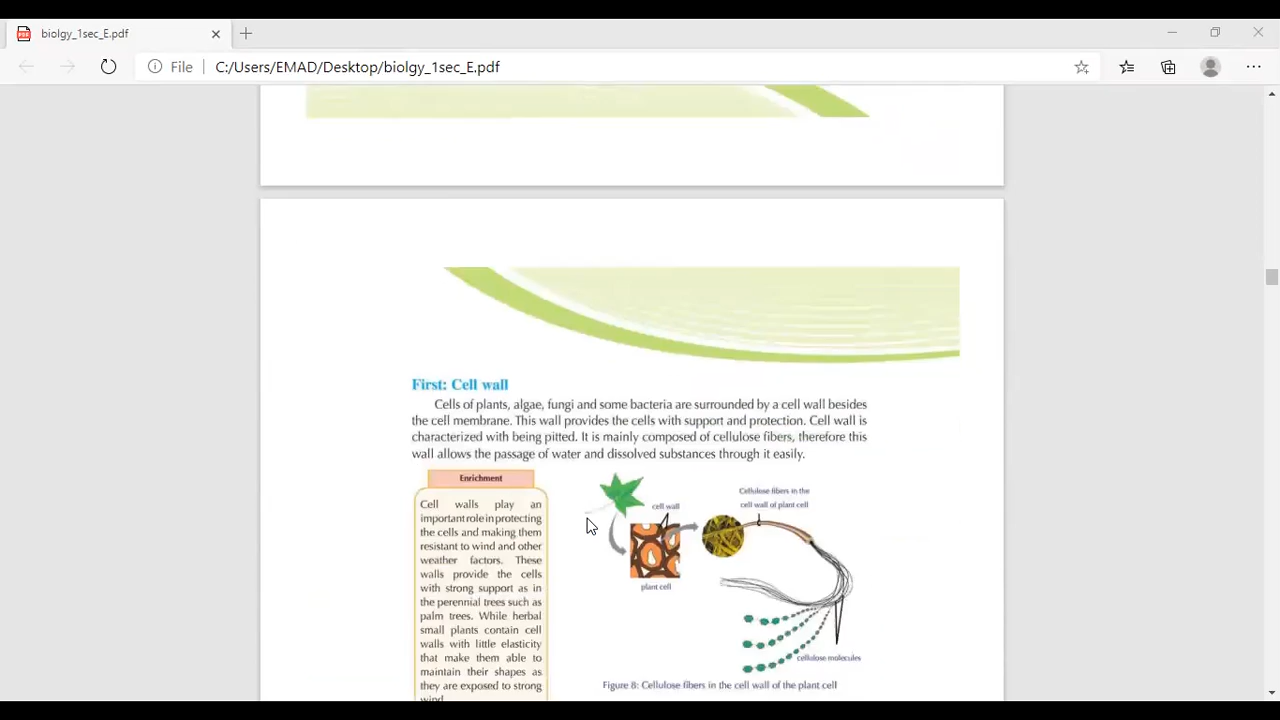 biolgy_1sec_E.pdf
File
C:/Users/EMAD/Desktop/biolgy_1sec_E.pdf
First: Cell wall
Cells of plants, algae, fungi and some bacteria are surrounded by a cell wall besides
the cell membrane. This wall provides the cells with support and protection. Cell wall is
characterized with being pitted. It is mainly composed of cellulose fibers, therefore this
wall allows the passage of water and dissolved substances through it easily.
Enrichment
Cell walls play an
important role in protecting
the cells and making them
resistant to wind and other
weather factors. These
walls provide the cells
with strong support as in
the perennial trees such as
palm trees. While herbal
small plants contain cell
walls with little elasticity
that make them able to
maintain their shapes as
they are exposed to strong
wind.
cell wall
plant cell
Cellulose fibers in the
cell wall of plant cell
cellulose molecules
Figure 8: Cellulose fibers in the cell wall of the plant cell